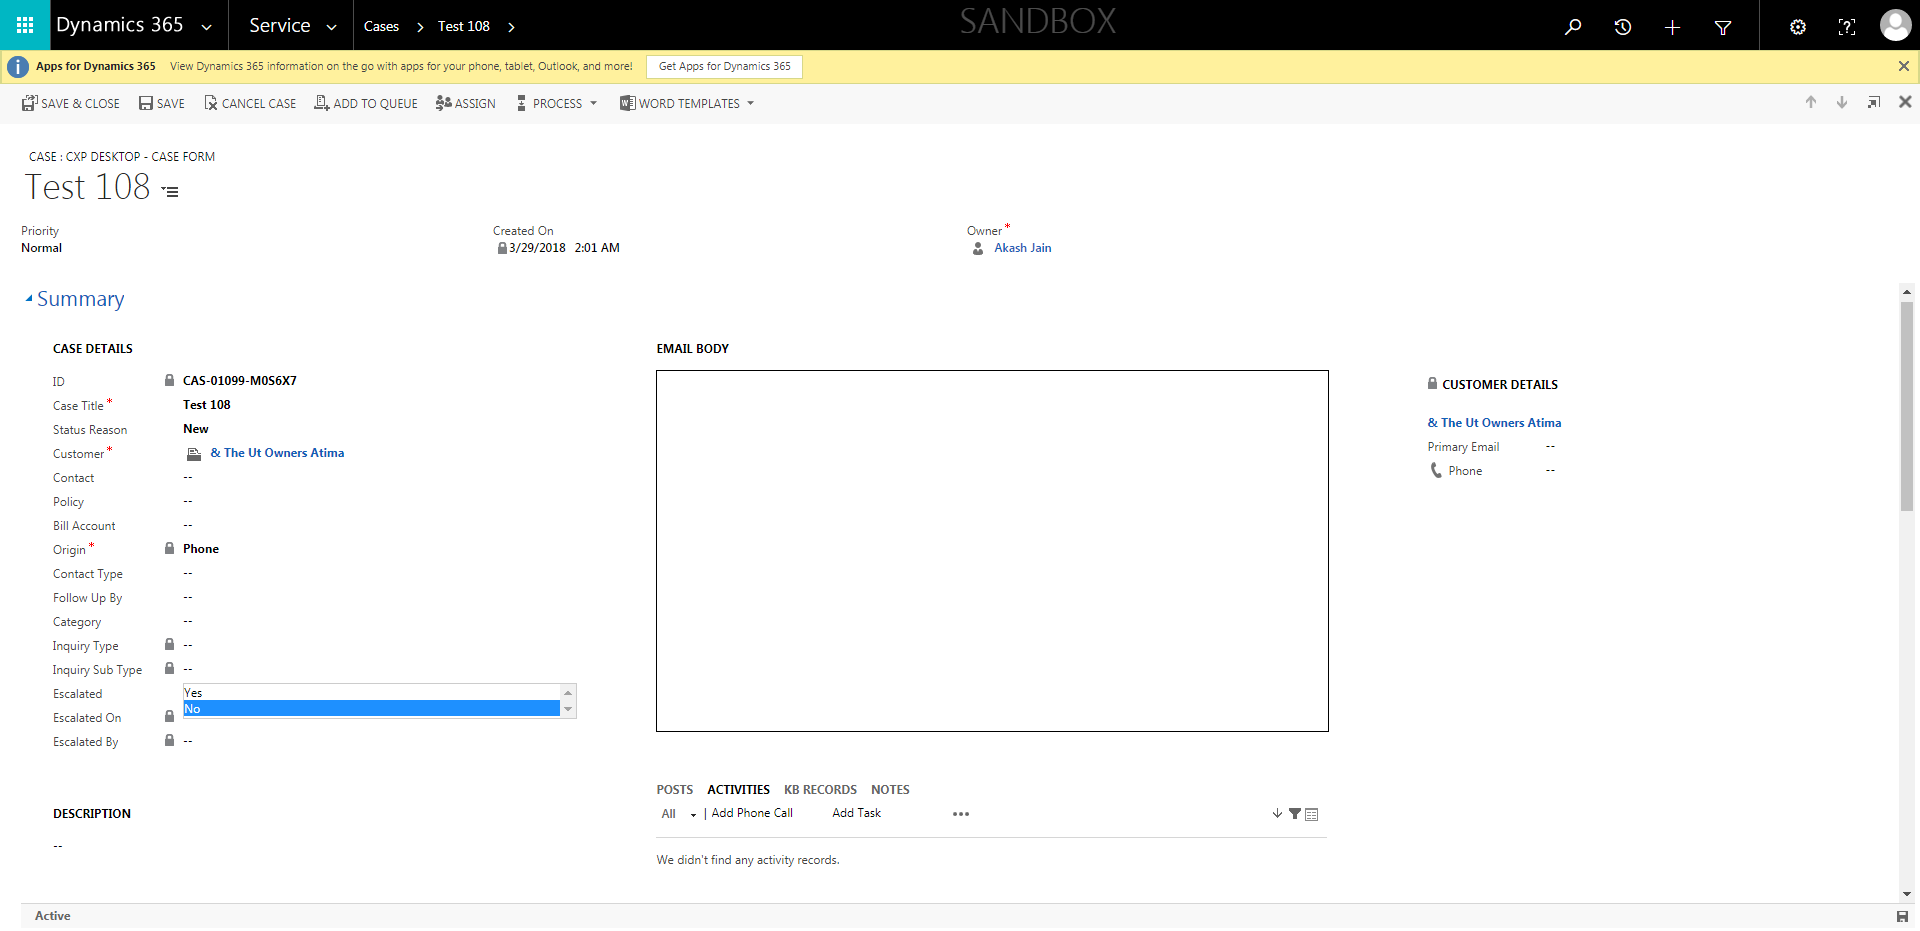 Dynamics 365 Service Cases Test 108 SANDBOX
Apps for Dynamics 365 View Dynamics 365 information on the go with apps for your phone, tablet, Outlook, and more! Get Apps for Dynamics 365
SAVE & CLOSE SAVE CANCEL CASE ADD TO QUEUE ASSIGN PROCESS WORD TEMPLATES
CASE : CXP DESKTOP - CASE FORM
Test 108
Priority Created On Owner *
Normal 3/29/2018 2:01 AM Akash Jain
Summary
CASE DETAILS
ID CAS-01099-M0S6X7
Case Title * Test 108
Status Reason New
Customer * & The Ut Owners Atima
Contact --
Policy --
Bill Account --
Origin * Phone
Contact Type --
Follow Up By --
Category --
Inquiry Type --
Inquiry Sub Type --
Escalated Yes
No
Escalated On
Escalated By --
DESCRIPTION
--
EMAIL BODY
POSTS ACTIVITIES KB RECORDS NOTES
All | Add Phone Call Add Task •••
We didn't find any activity records.
CUSTOMER DETAILS
& The Ut Owners Atima
Primary Email --
Phone --
Active